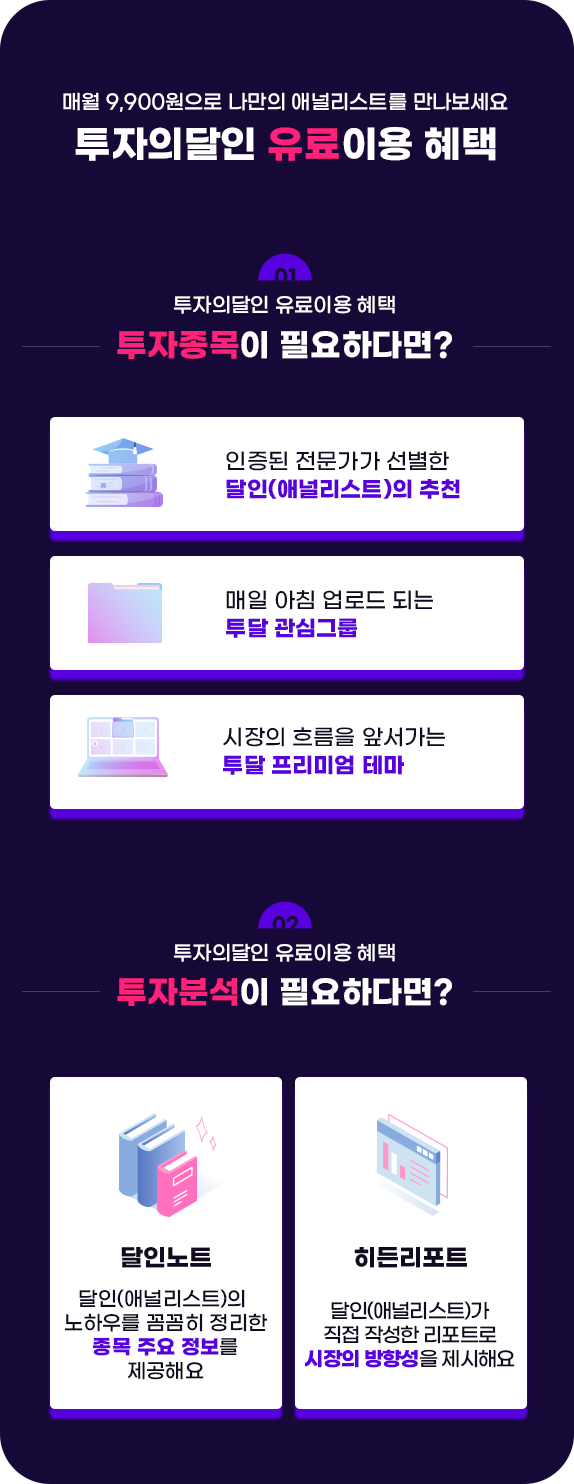 매월 9,900원으로 나만의 애널리스트를 만나보세요
투자의달인 유료이용 혜택
01
투자의달인 유료이용 혜택
투자종목이 필요하다면?
인증된 전문가가 선별한
달인(애널리스트)의 추천
매일 아침 업로드 되는
투달 관심그룹
시장의 흐름을 앞서가는
투달 프리미엄 테마
02
투자의달인 유료이용 혜택
투자분석이 필요하다면?
달인노트
달인(애널리스트)의
노하우를 꼼꼼히 정리한
종목 주요 정보를
제공해요
히든리포트
달인(애널리스트)가
직접 작성한 리포트로
시장의 방향성을 제시해요